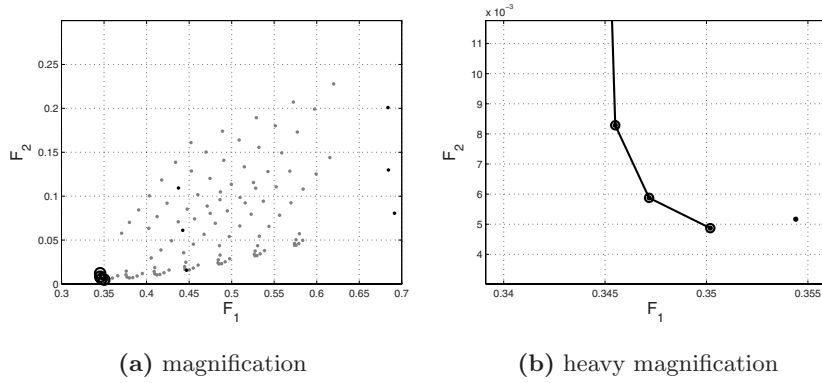 0.25
0.2
0.15
0.1
0.05
0
F2
0.3 0.35 0.4 0.45 0.5 0.55 0.6 0.65 0.7
F1
x 10⁻³
11
10
9
8
7
6
5
4
F2
0.34 0.345 0.35 0.355
F1
(a) magnification
(b) heavy magnification